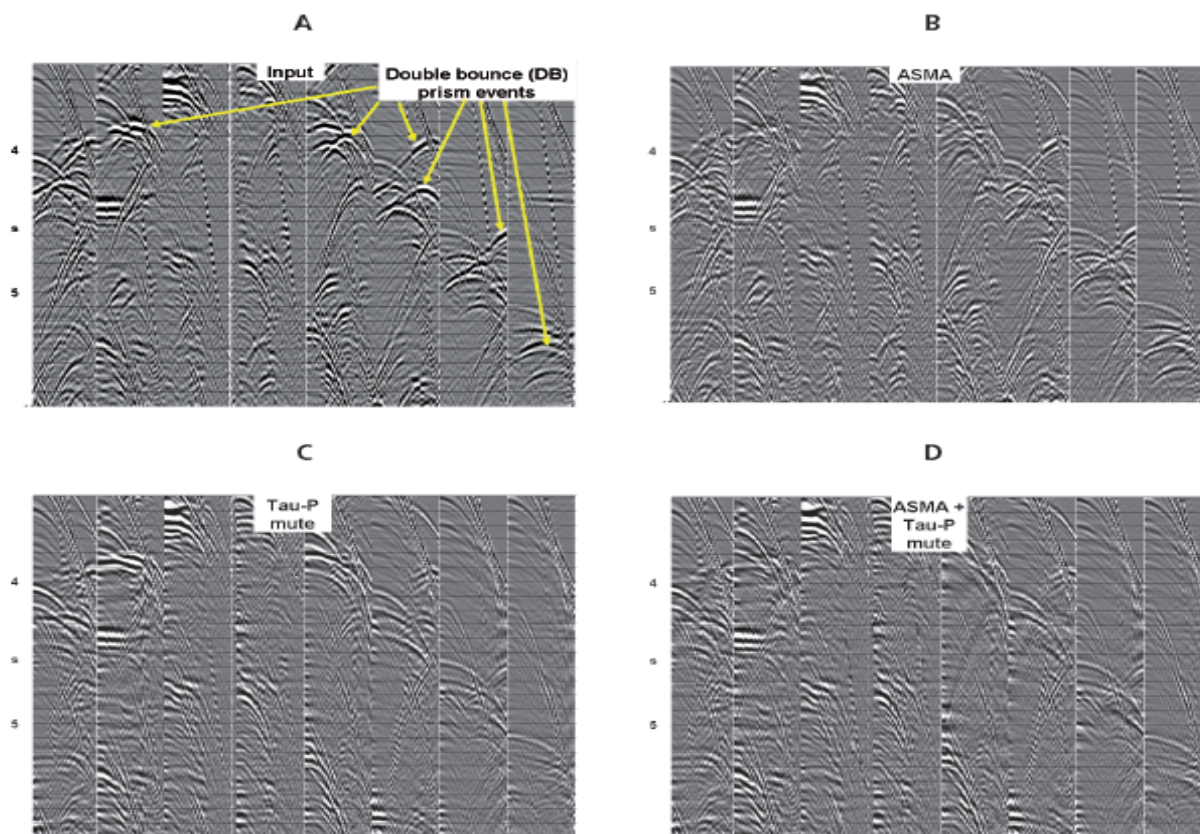 A
B
Input
Double bounce (DB)
prism events
ASMA
4
s
5
4
s
5
C
D
Tau-P
mute
ASMA +
Tau-P
mute
4
s
5
4
s
5